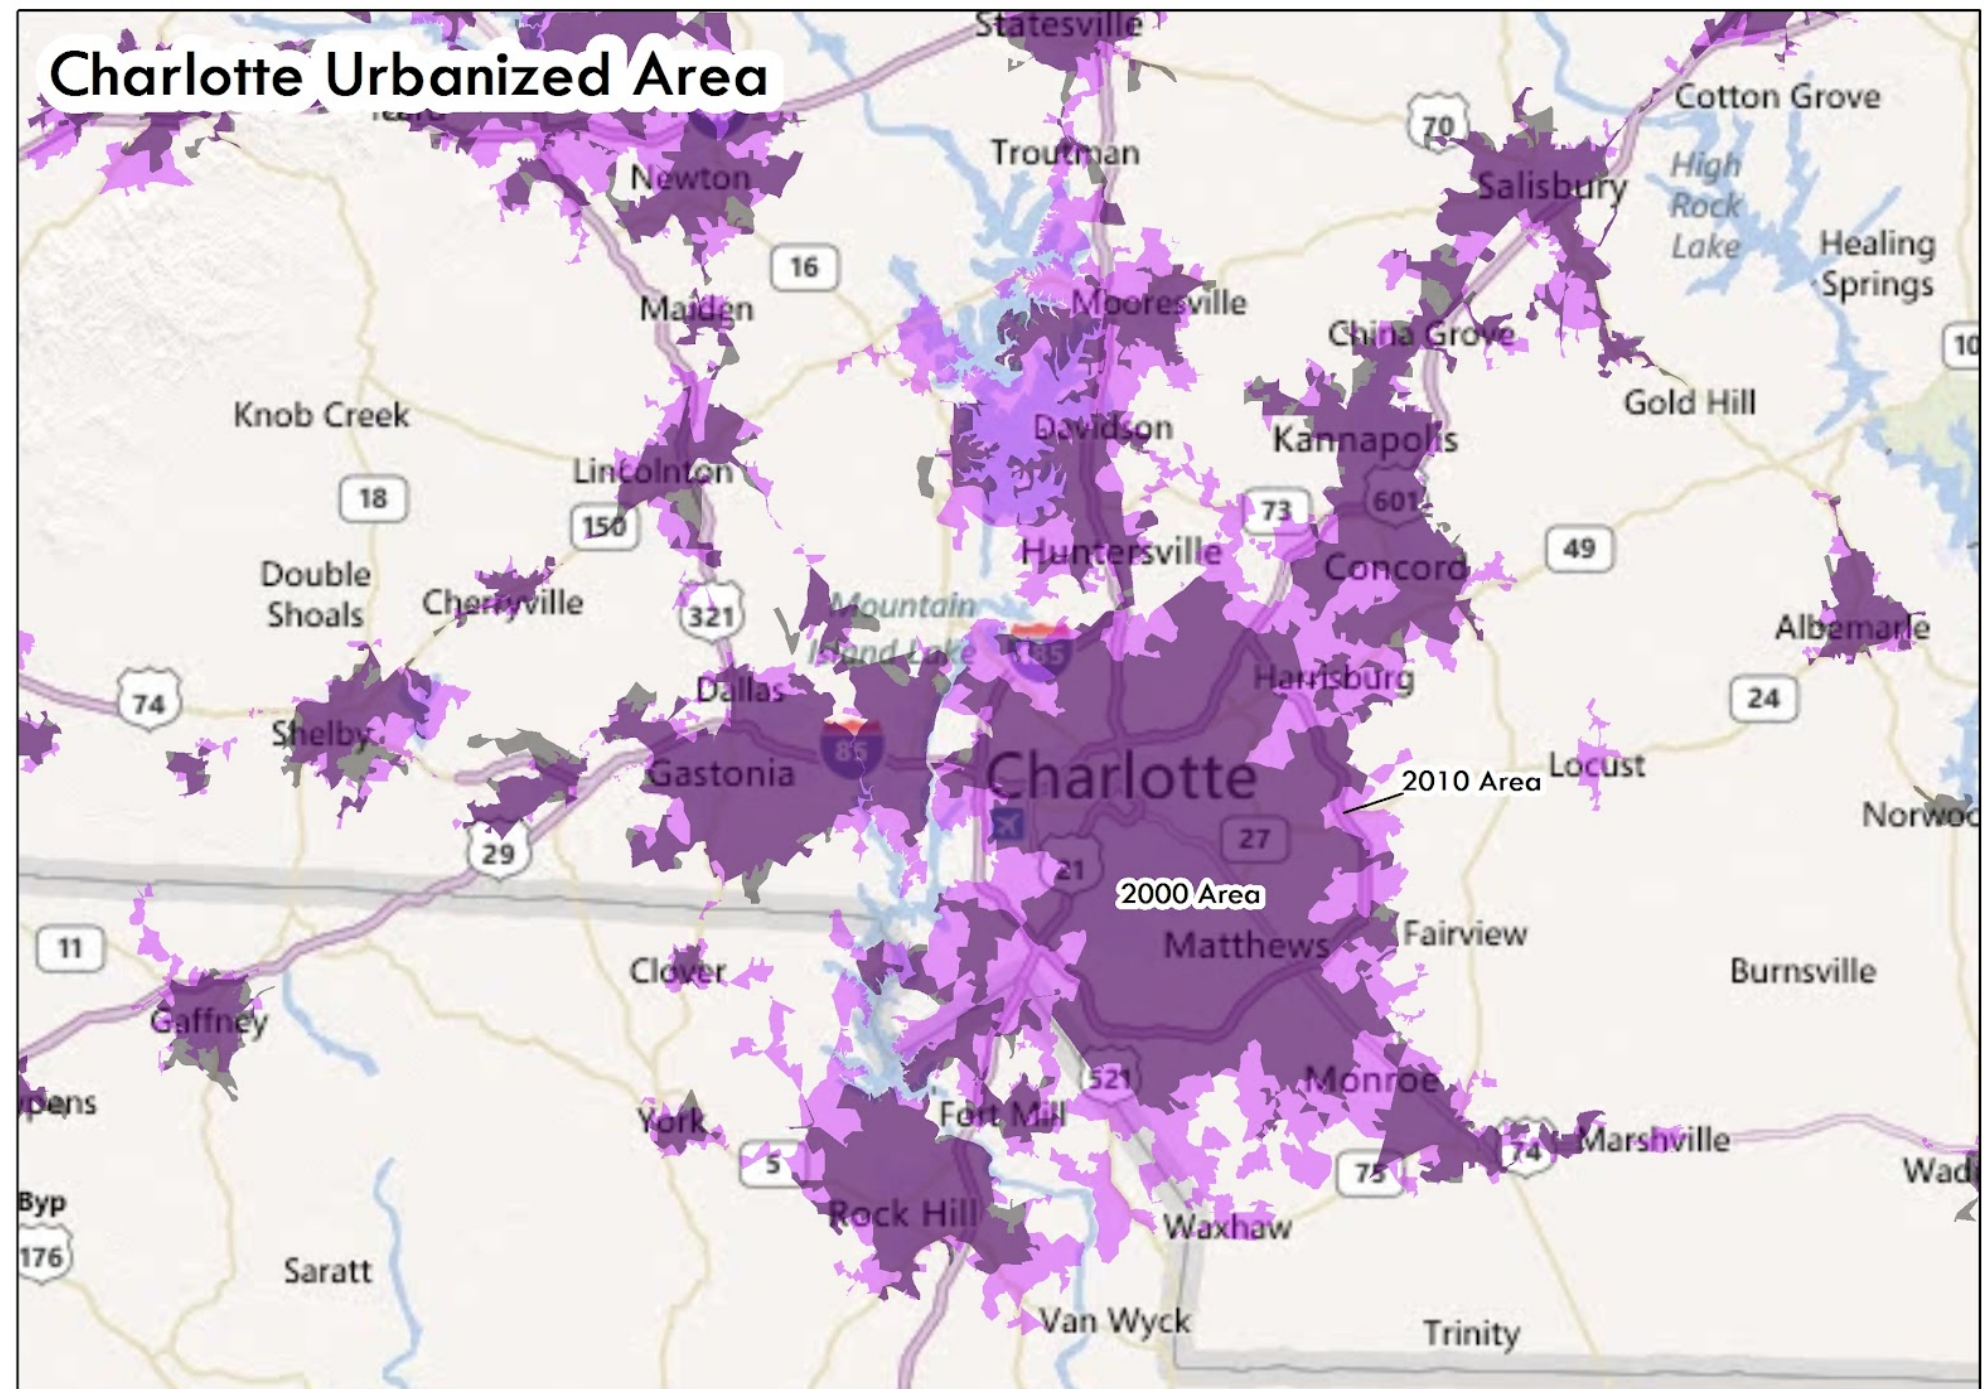 Statesville
Charlotte Urbanized Area
Cotton Grove
70
Troutman
High
Rock
Lake
Newton
Salisbury
Healing
Springs
16
Maiden
Mooresville
China Grove
10
Knob Creek
Davidson
Gold Hill
Kannapolis
Lincolnton
18
150
73
601
49
Huntersville
Concord
Double
Shoals
Cherryville
321
Mountain
Island Lake
Albemarle
85
Harrisburg
74
Dallas
24
Shelby
85
Gastonia
Charlotte
2010 Area
Locust
Norwoo
29
27
21
2000 Area
11
Matthews
Fairview
Clover
Burnsville
Gaffney
521
Monroe
pens
York
Fort Mill
74
Marshville
5
75
Wad
Byp
176
Rock Hill
Waxhaw
Saratt
Van Wyck
Trinity